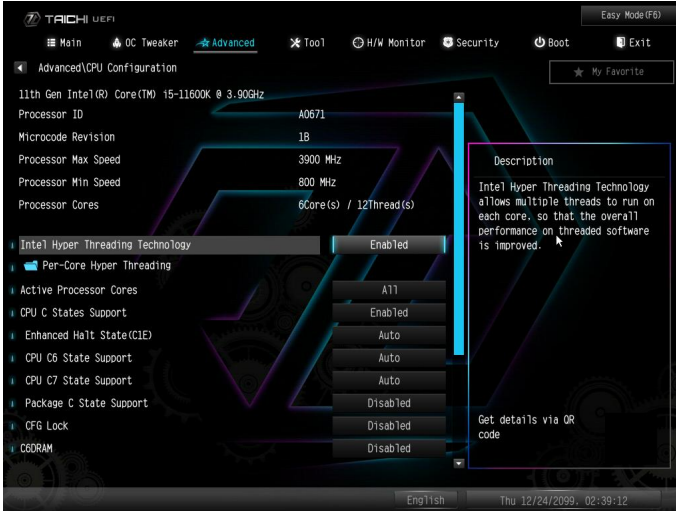 TAICHI UEFI
Easy Mode(F6)
Main OC Tweaker Advanced Tool H/W Monitor Security Boot Exit
Advanced\CPU Configuration
My Favorite
11th Gen Intel(R) Core(TM) i5-11600K @ 3.90GHz
Processor ID A0671
Microcode Revision 1B
Processor Max Speed 3900 MHz
Processor Min Speed 800 MHz
Processor Cores 6Core(s) / 12Thread(s)
Intel Hyper Threading Technology Enabled
Per-Core Hyper Threading
Active Processor Cores All
CPU C States Support Enabled
Enhanced Halt State(C1E) Auto
CPU C6 State Support Auto
CPU C7 State Support Auto
Package C State Support Disabled
CFG Lock Disabled
C6DRAM Disabled
Description
Intel Hyper Threading Technology
allows multiple threads to run on
each core. so that the overall
performance on threaded software
is improved.
Get details via QR
code
English
Thu 12/24/2099. 02:39:12